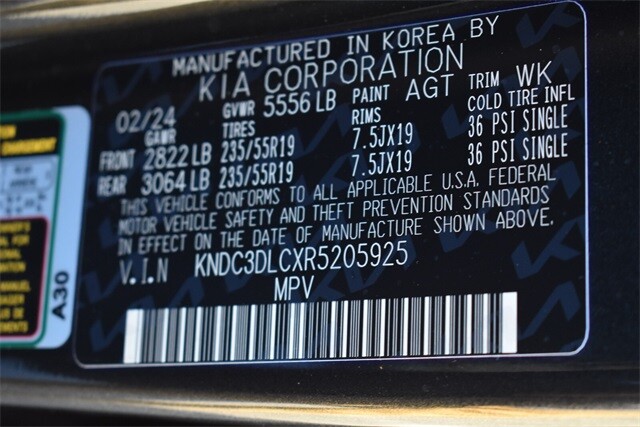 MANUFACTURED IN KOREA BY
KIA CORPORATION
02/24 GVWR 5556 LB PAINT AGT TRIM WK
GAWR TIRES RIMS COLD TIRE INFL
FRONT 2822 LB 235/55R19 7.5JX19 36 PSI SINGLE
REAR 3064 LB 235/55R19 7.5JX19 36 PSI SINGLE
THIS VEHICLE CONFORMS TO ALL APPLICABLE U.S.A. FEDERAL
MOTOR VEHICLE SAFETY AND THEFT PREVENTION STANDARDS
IN EFFECT ON THE DATE OF MANUFACTURE SHOWN ABOVE.
V.I.N KNDC3DLCXR5205925
MPV
A30